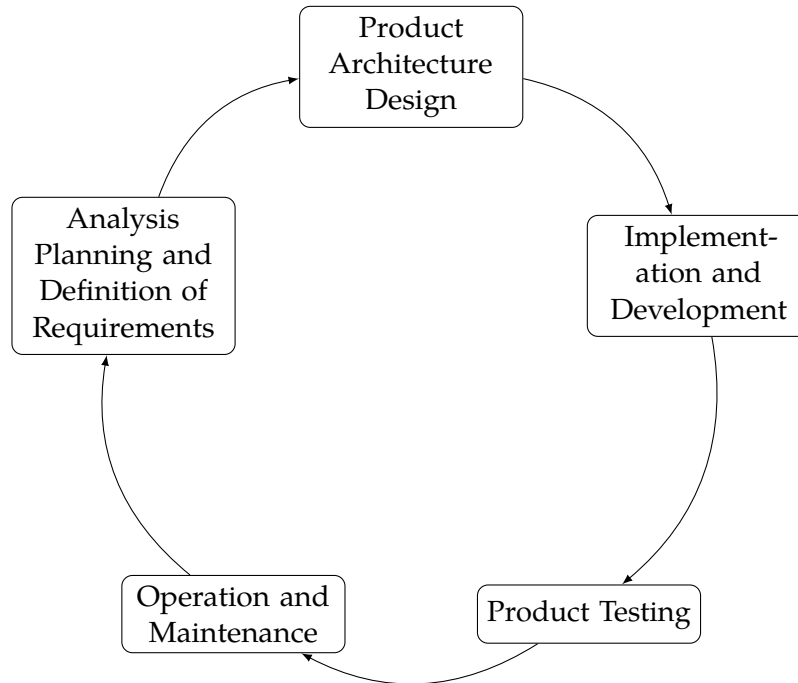 Product
Architecture
Design
Analysis
Planning and
Definition of
Requirements
Implement-
ation and
Development
Operation and
Maintenance
Product Testing